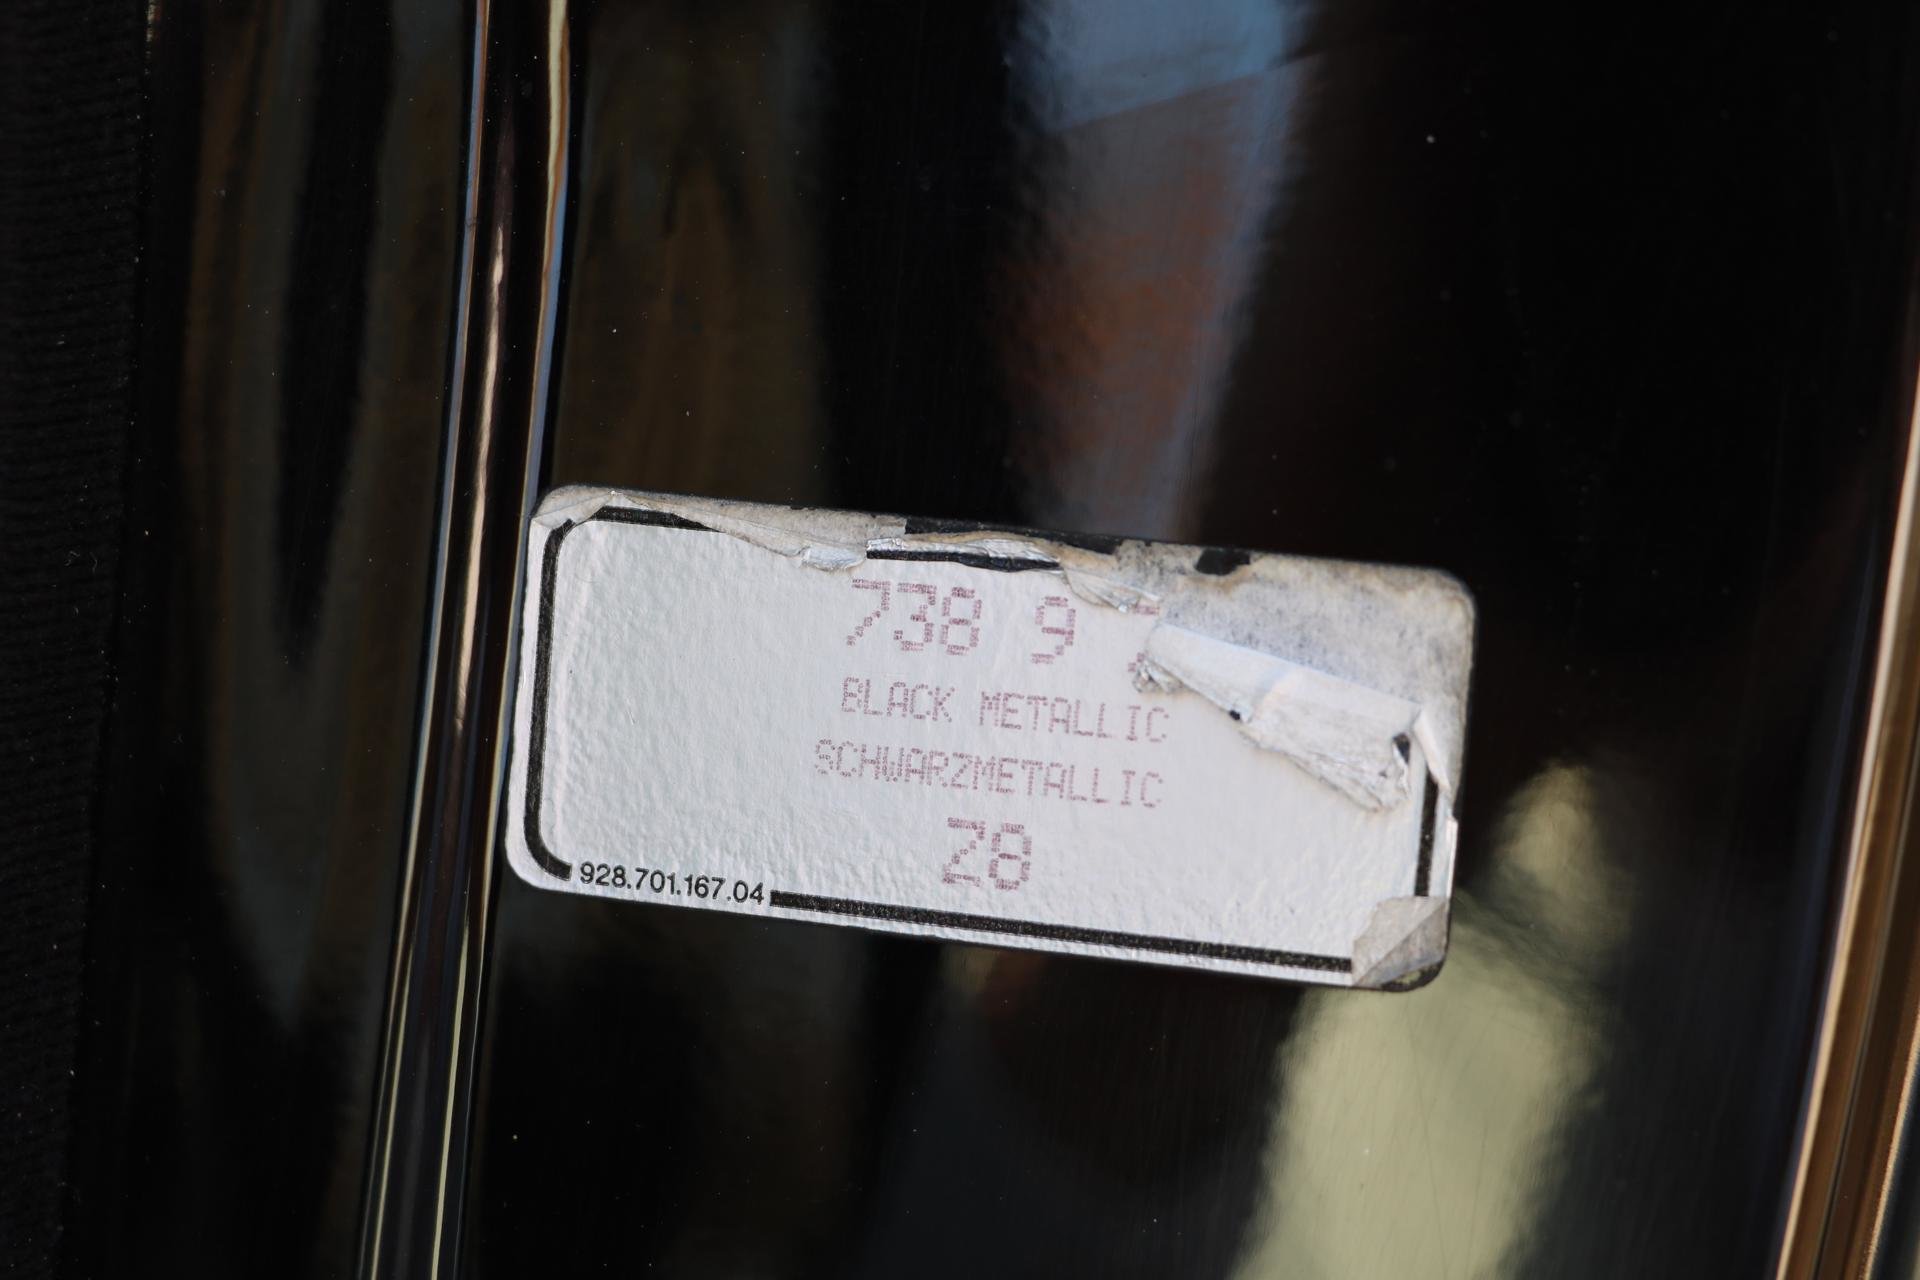 738 9
BLACK METALLIC
SCHWARZMETALLIC
Z8
928.701.167.04